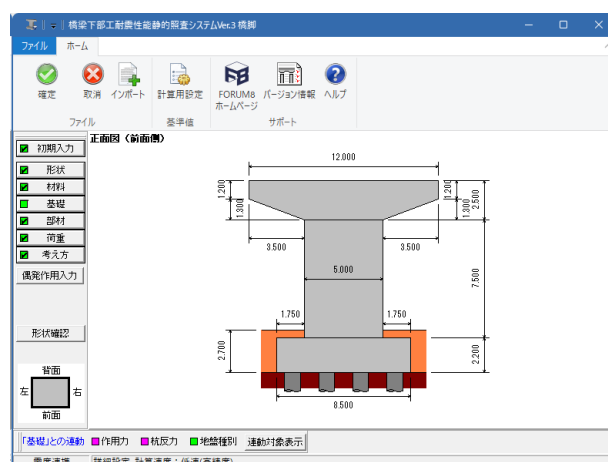 橋梁下部工耐震性能静的照査システムVer.3 橋脚
ファイル ホーム
確定 取消 インポート 計算用設定 FORUM8 ホームページ バージョン情報 ヘルプ
ファイル 基準値 サポート
正面図（前面側）
初期入力
形状
材料
基礎
部材
荷重
考え方
偶発作用入力
形状確認
背面
左 右
前面
12.000
1.200 1.200
1.300 1.300 2.500
3.500 3.500
5.000
7.500
1.750 1.750
2.700 2.200
8.500
「基礎」との連動 作用力 杭反力 地盤種別 連動対象表示